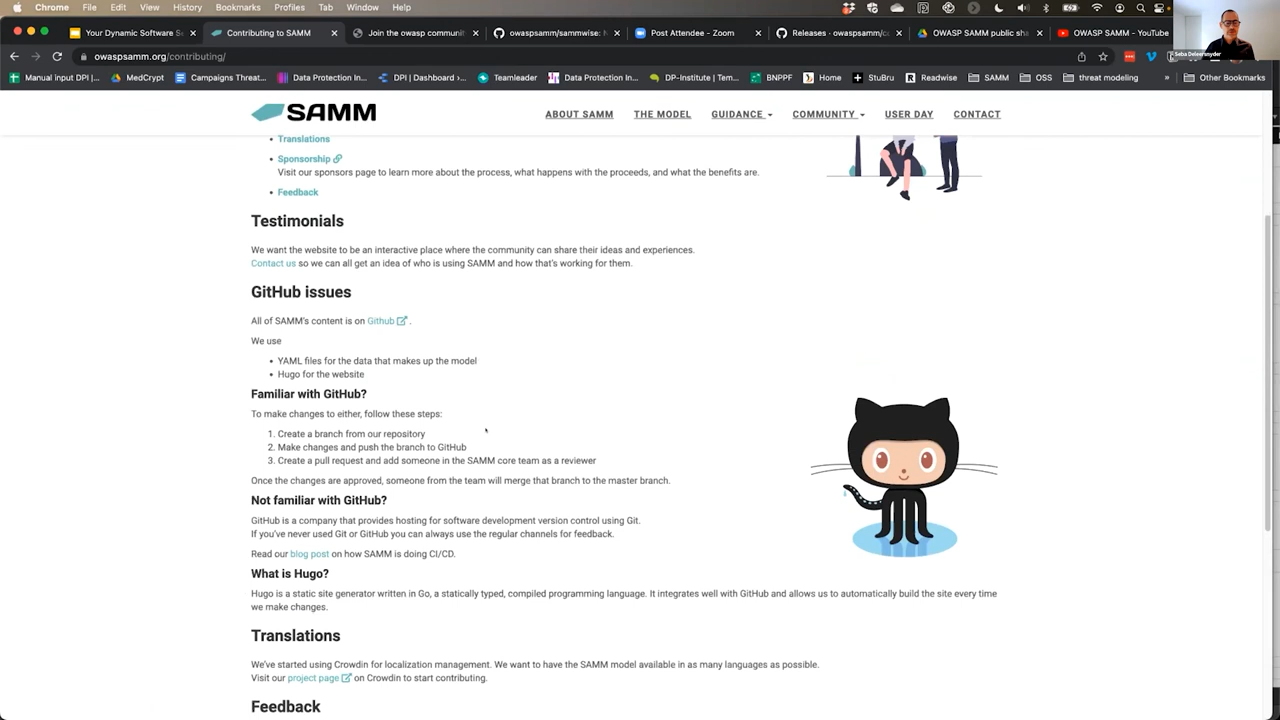 Chrome File Edit View History Bookmarks Profiles Tab Window Help
Your Dynamic Software S
Contributing to SAMM
Join the owasp community o
owaspsamm/sammwise:
Post Attendee - Zoom
Releases · owaspsamm/co
OWASP SAMM public sha
OWASP SAMM - YouTube
owaspsamm.org/contributing/
Seba Deleersnyder
Manual input DPI |...
MedCrypt
Campaigns Threat...
Data Protection In...
DPI | Dashboard ›...
Teamleader
Data Protection In...
DP-Institute | Tem...
BNPPF
Home
StuBru
Readwise
SAMM
OSS
threat modeling
»
Other Bookmarks
SAMM
ABOUT SAMM THE MODEL GUIDANCE COMMUNITY USER DAY CONTACT
• Translations
• Sponsorship
Visit our sponsors page to learn more about the process, what happens with the proceeds, and what the benefits are.
• Feedback
Testimonials
We want the website to be an interactive place where the community can share their ideas and experiences.
Contact us so we can all get an idea of who is using SAMM and how that's working for them.
GitHub issues
All of SAMM's content is on Github .
We use
• YAML files for the data that makes up the model
• Hugo for the website
Familiar with GitHub?
To make changes to either, follow these steps:
1. Create a branch from our repository
2. Make changes and push the branch to GitHub
3. Create a pull request and add someone in the SAMM core team as a reviewer
Once the changes are approved, someone from the team will merge that branch to the master branch.
Not familiar with GitHub?
GitHub is a company that provides hosting for software development version control using Git.
If you've never used Git or GitHub you can always use the regular channels for feedback.
Read our blog post on how SAMM is doing CI/CD.
What is Hugo?
Hugo is a static site generator written in Go, a statically typed, compiled programming language. It integrates well with GitHub and allows us to automatically build the site every time
we make changes.
Translations
We've started using Crowdin for localization management. We want to have the SAMM model available in as many languages as possible.
Visit our project page on Crowdin to start contributing.
Feedback